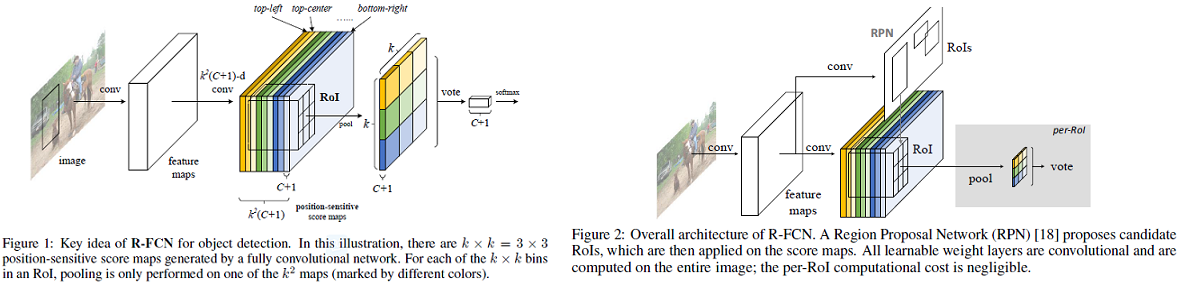 top-left top-center ...... bottom-right
k
k²(C+1)-d
conv
conv
RoI
pool
k
vote
softmax
C+1
image
feature
maps
C+1
C+1
k²(C+1)
position-sensitive
score maps
Figure 1: Key idea of R-FCN for object detection. In this illustration, there are k × k = 3 × 3
position-sensitive score maps generated by a fully convolutional network. For each of the k × k bins
in an RoI, pooling is only performed on one of the k² maps (marked by different colors).
RPN
RoIs
conv
conv
conv
RoI
per-RoI
pool
vote
feature
maps
Figure 2: Overall architecture of R-FCN. A Region Proposal Network (RPN) [18] proposes candidate
RoIs, which are then applied on the score maps. All learnable weight layers are convolutional and are
computed on the entire image; the per-RoI computational cost is negligible.